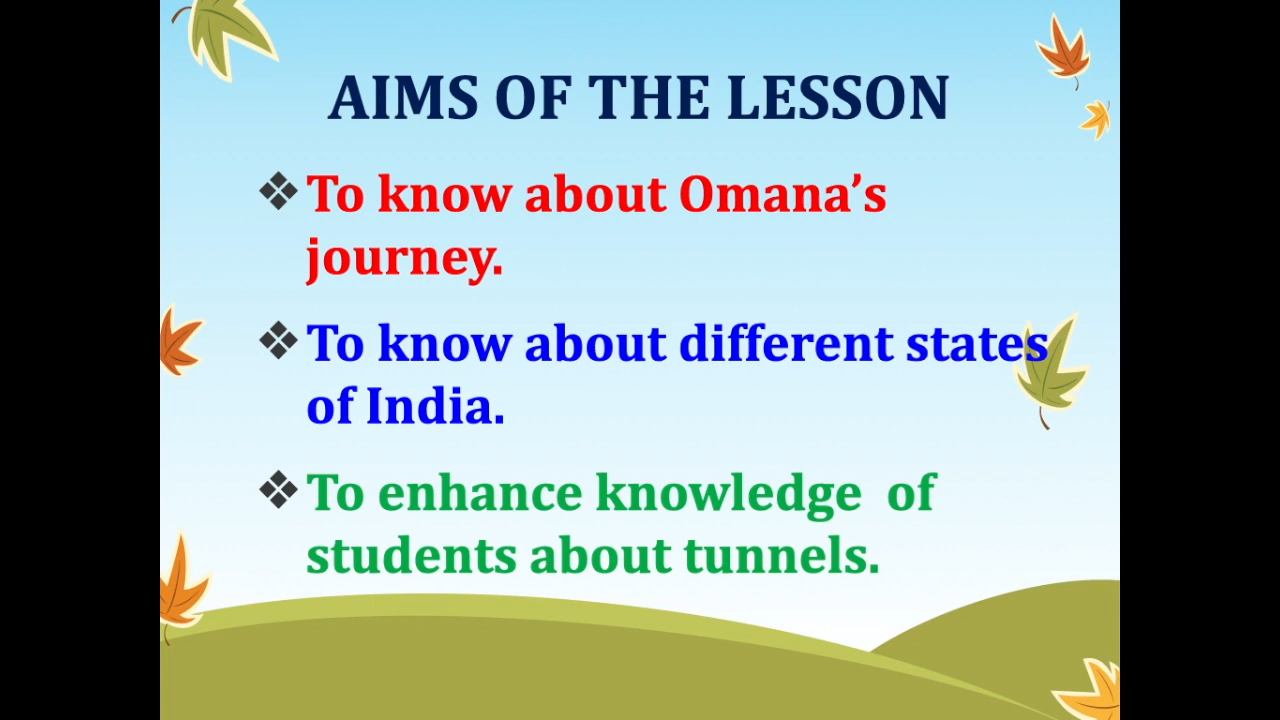 AIMS OF THE LESSON
❖To know about Omana’s
journey.
❖To know about different states
of India.
❖To enhance knowledge  of
students about tunnels.